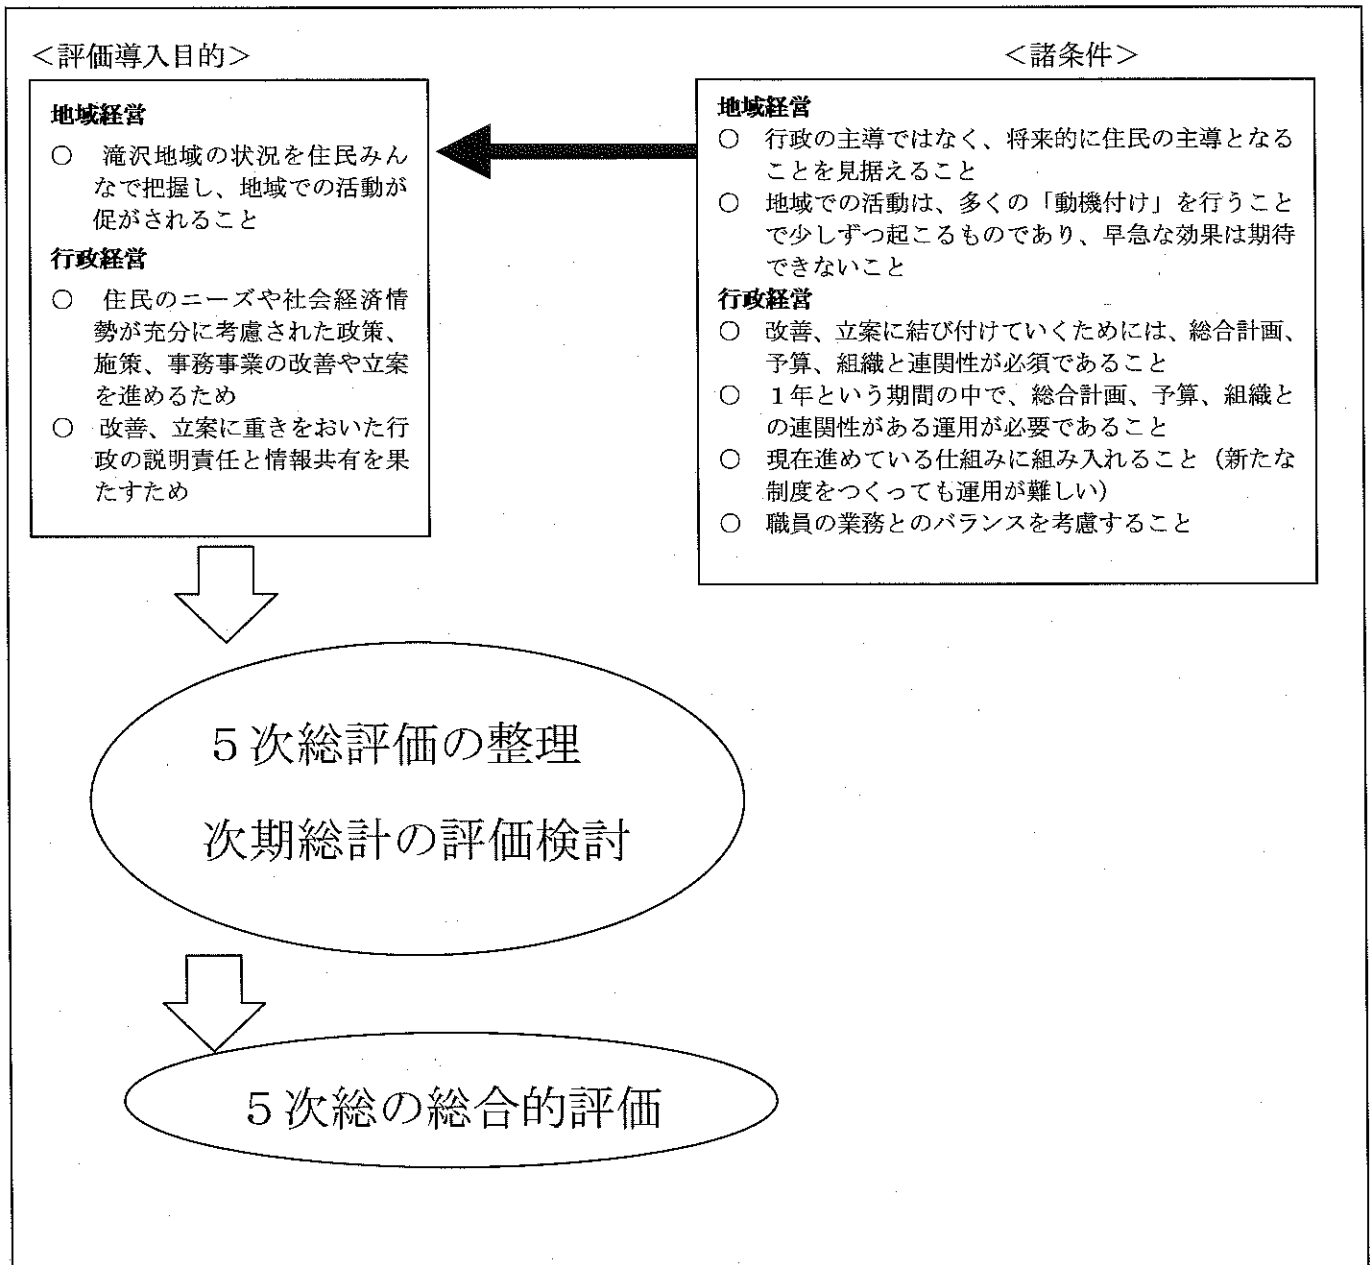 <評価導入目的>
地域経営
○ 滝沢地域の状況を住民みん
なで把握し、地域での活動が
促がされること
行政経営
○ 住民のニーズや社会経済情
勢が充分に考慮された政策、
施策、事務事業の改善や立案
を進めるため
○ 改善、立案に重きをおいた行
政の説明責任と情報共有を果
たすため
<諸条件>
地域経営
○ 行政の主導ではなく、将来的に住民の主導となる
ことを見据えること
○ 地域での活動は、多くの「動機付け」を行うこと
で少しずつ起こるものであり、早急な効果は期待
できないこと
行政経営
○ 改善、立案に結び付けていくためには、総合計画、
予算、組織と連関性が必須であること
○ 1年という期間の中で、総合計画、予算、組織と
の連関性がある運用が必要であること
○ 現在進めている仕組みに組み入れること（新たな
制度をつくっても運用が難しい）
○ 職員の業務とのバランスを考慮すること
5次総評価の整理
次期総計の評価検討
5次総の総合的評価